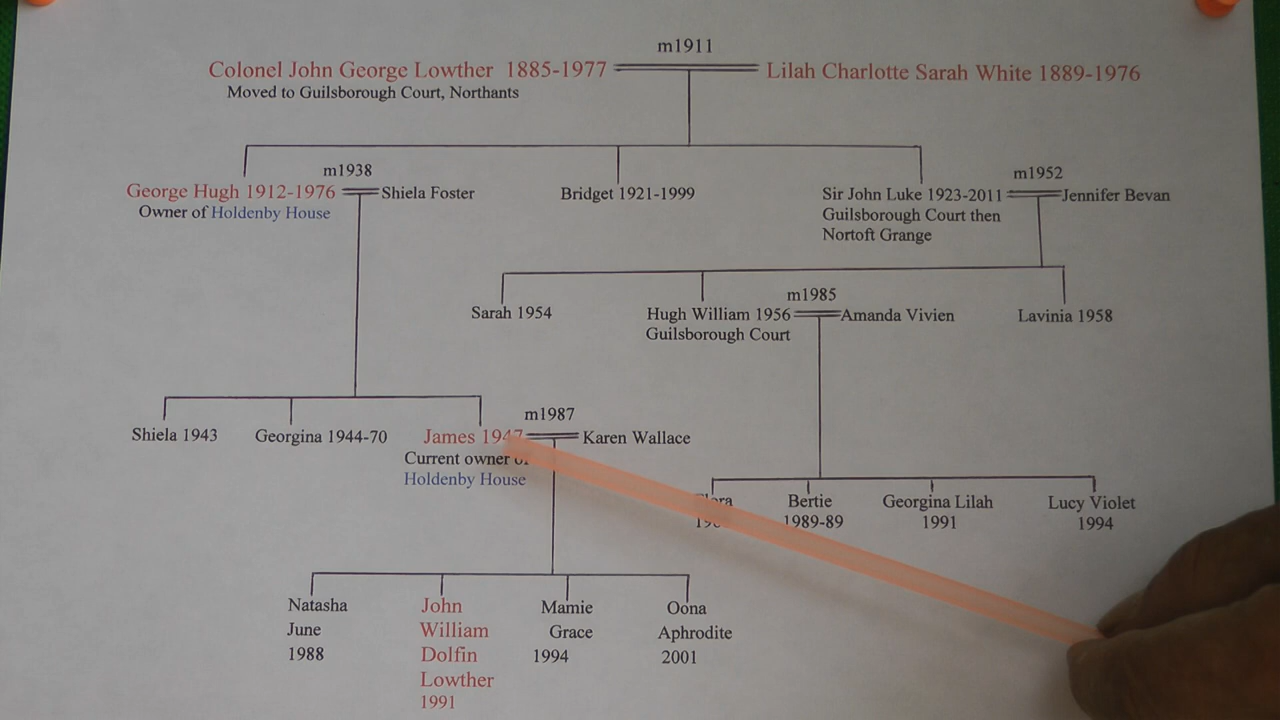 m1911
Colonel John George Lowther 1885-1977
Lilah Charlotte Sarah White 1889-1976
Moved to Guilsborough Court, Northants
m1938
George Hugh 1912-1976
Shiela Foster
Owner of Holdenby House
Bridget 1921-1999
m1952
Sir John Luke 1923-2011
Jennifer Bevan
Guilsborough Court then
Nortoft Grange
Sarah 1954
m1985
Hugh William 1956
Amanda Vivien
Guilsborough Court
Lavinia 1958
Shiela 1943
Georgina 1944-70
m1987
James 1947
Karen Wallace
Current owner
Holdenby House
Bertie
1989-89
Georgina Lilah
1991
Lucy Violet
1994
Natasha
June
1988
John
William
Dolfin
Lowther
1991
Mamie
Grace
1994
Oona
Aphrodite
2001